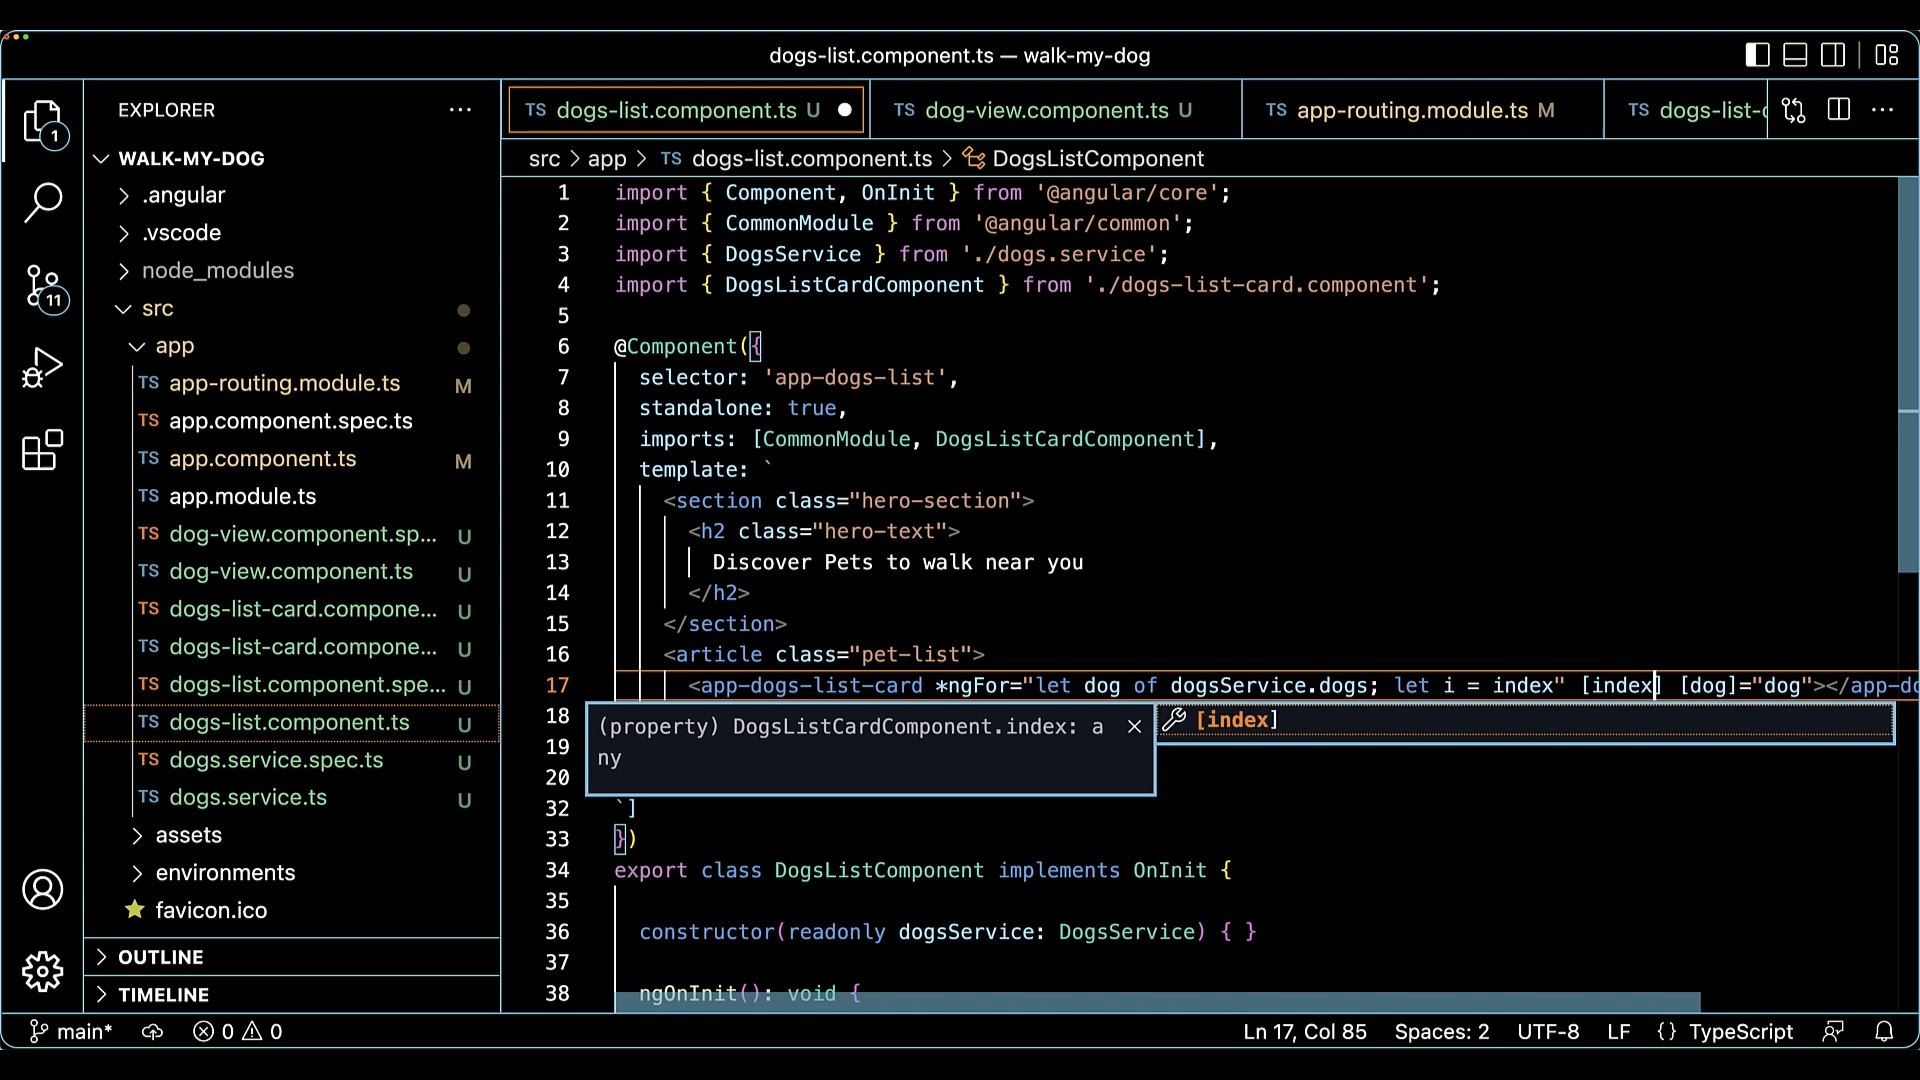 dogs-list.component.ts — walk-my-dog
EXPLORER
1
WALK-MY-DOG
.angular
.vscode
node_modules
11
src
app
TS app-routing.module.ts M
TS app.component.spec.ts
TS app.component.ts M
TS app.module.ts
TS dog-view.component.sp... U
TS dog-view.component.ts U
TS dogs-list-card.compone... U
TS dogs-list-card.compone... U
TS dogs-list.component.spe... U
TS dogs-list.component.ts U
TS dogs.service.spec.ts U
TS dogs.service.ts U
assets
environments
favicon.ico
OUTLINE
TIMELINE
TS dogs-list.component.ts U
TS dog-view.component.ts U
TS app-routing.module.ts M
TS dogs-list-c
src > app > TS dogs-list.component.ts > DogsListComponent
1 import { Component, OnInit } from '@angular/core';
2 import { CommonModule } from '@angular/common';
3 import { DogsService } from './dogs.service';
4 import { DogsListCardComponent } from './dogs-list-card.component';
5
6 @Component({
7 selector: 'app-dogs-list',
8 standalone: true,
9 imports: [CommonModule, DogsListCardComponent],
10 template: `
11 <section class="hero-section">
12 <h2 class="hero-text">
13 Discover Pets to walk near you
14 </h2>
15 </section>
16 <article class="pet-list">
17 <app-dogs-list-card *ngFor="let dog of dogsService.dogs; let i = index" [index] [dog]="dog"></app-do
18
(property) DogsListCardComponent.index: a
ny
[index]
19
20
32 `]
33 })
34 export class DogsListComponent implements OnInit {
35
36 constructor(readonly dogsService: DogsService) { }
37
38 ngOnInit(): void {
main* 0 0 Ln 17, Col 85 Spaces: 2 UTF-8 LF {} TypeScript